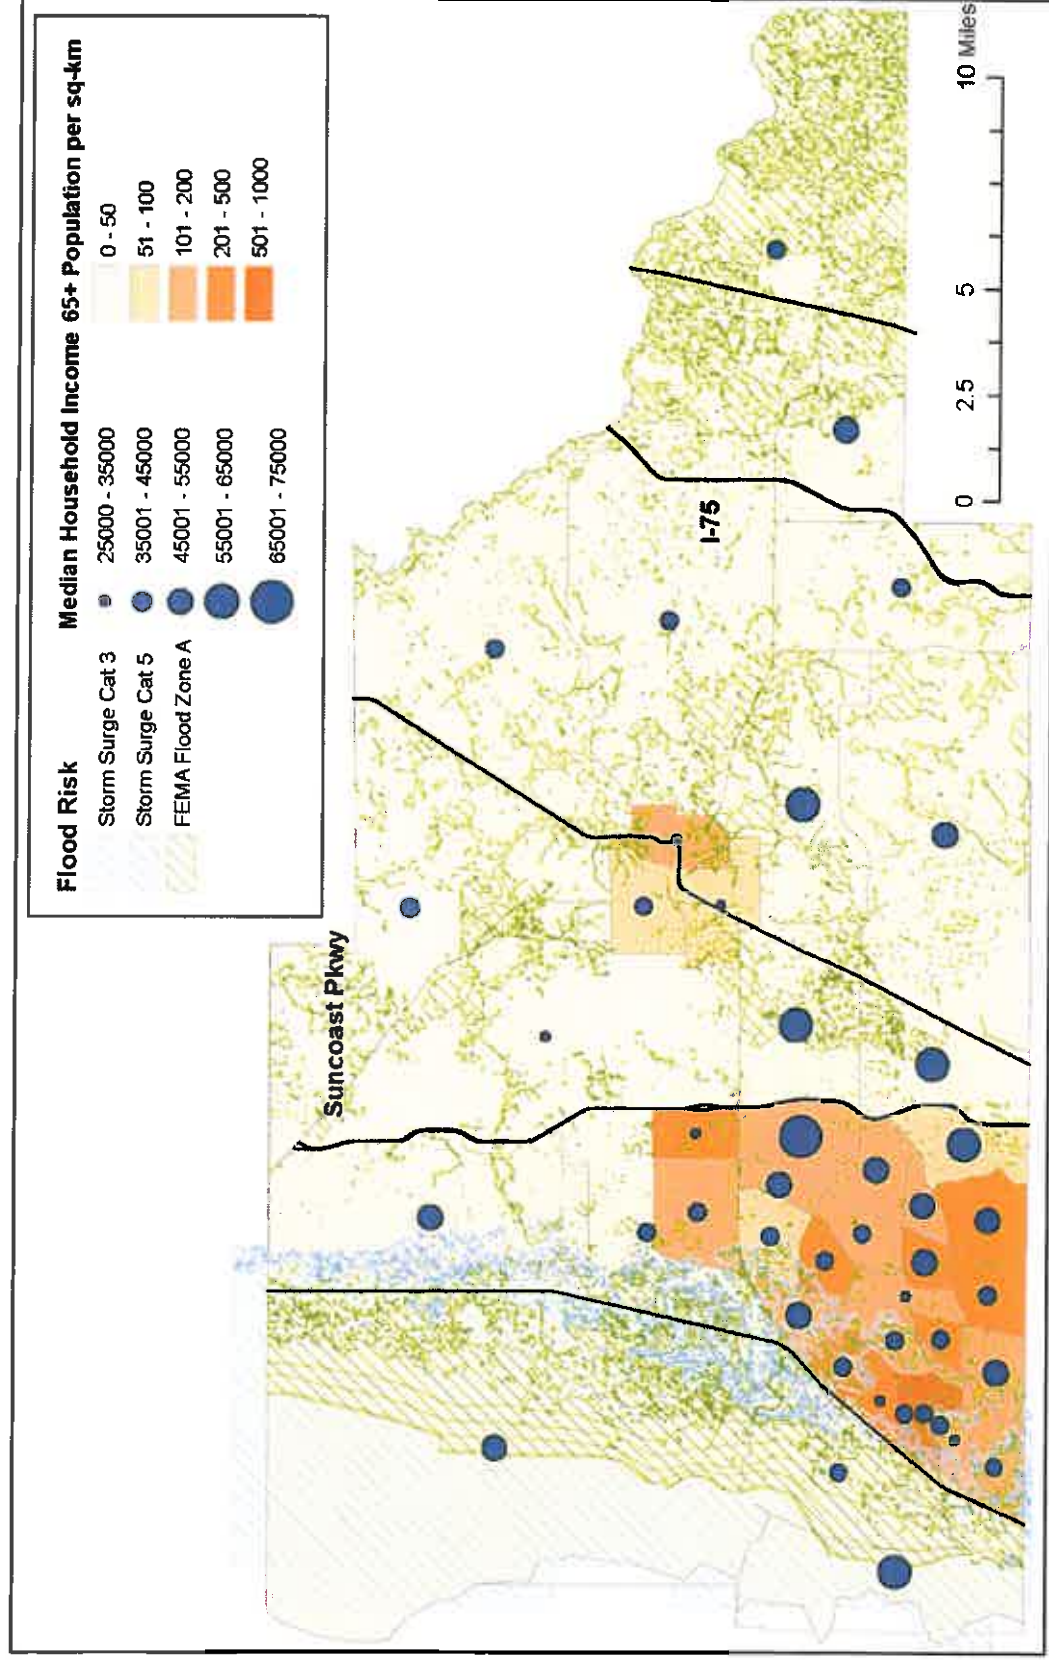 Flood Risk
Storm Surge Cat 3
Storm Surge Cat 5
FEMA Flood Zone A
Median Household Income
25000 - 35000
35001 - 45000
45001 - 55000
55001 - 65000
65001 - 75000
65+ Population per sq-km
0 - 50
51 - 100
101 - 200
201 - 500
501 - 1000
Suncoast Pkwy
I-75
0 2.5 5 10 Miles